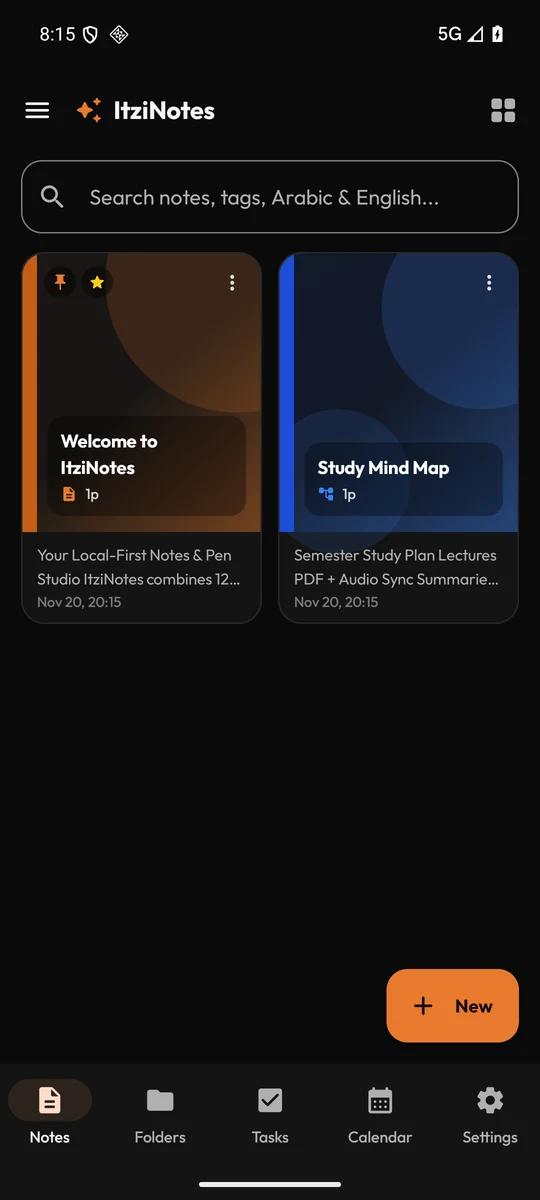 8:15
5G
ItziNotes
Search notes, tags, Arabic & English...
Welcome to
ItziNotes
1p
Your Local-First Notes & Pen
Studio ItziNotes combines 12...
Nov 20, 20:15
Study Mind Map
1p
Semester Study Plan Lectures
PDF + Audio Sync Summarie...
Nov 20, 20:15
New
Notes
Folders
Tasks
Calendar
Settings